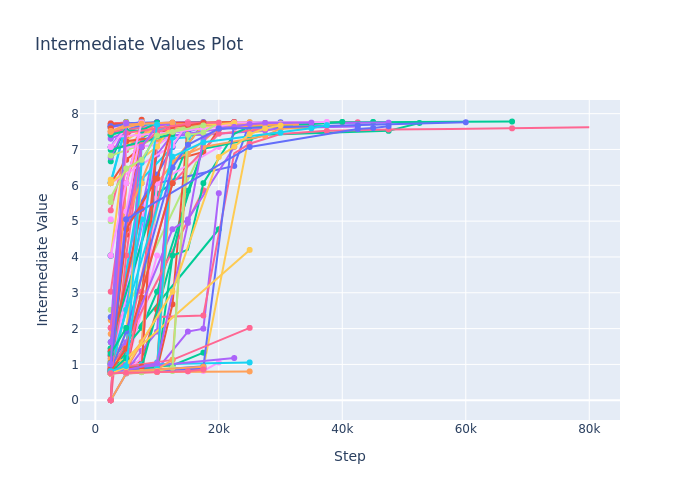 Intermediate Values Plot
8
7
6
5
4
3
2
1
0
Intermediate Value
0 20k 40k 60k 80k
Step